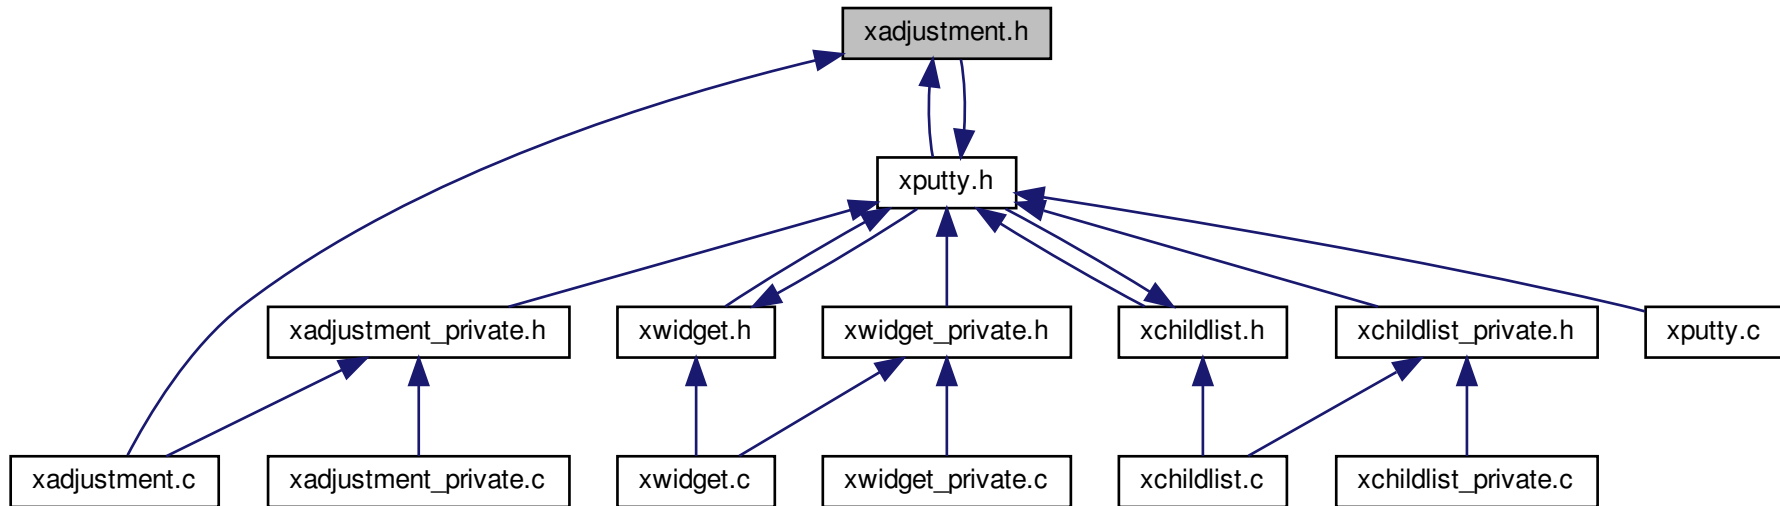 xadjustment.h
xputty.h
xadjustment_private.h
xwidget.h
xwidget_private.h
xchildlist.h
xchildlist_private.h
xputty.c
xadjustment.c
xadjustment_private.c
xwidget.c
xwidget_private.c
xchildlist.c
xchildlist_private.c